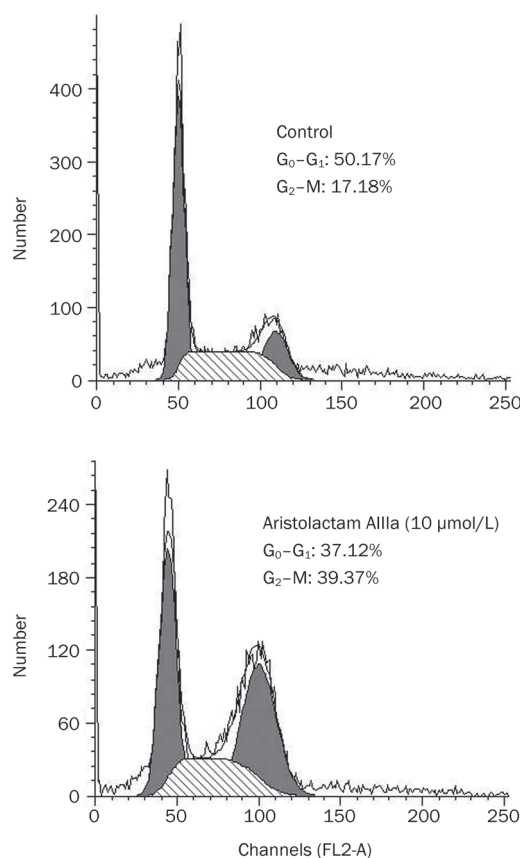 400
300
200
100
0
Number
Control
G₀–G₁: 50.17%
G₂–M: 17.18%
0 50 100 150 200 250
240
180
120
60
0
Number
Aristolactam AIIIa (10 µmol/L)
G₀–G₁: 37.12%
G₂–M: 39.37%
0 50 100 150 200 250
Channels (FL2-A)